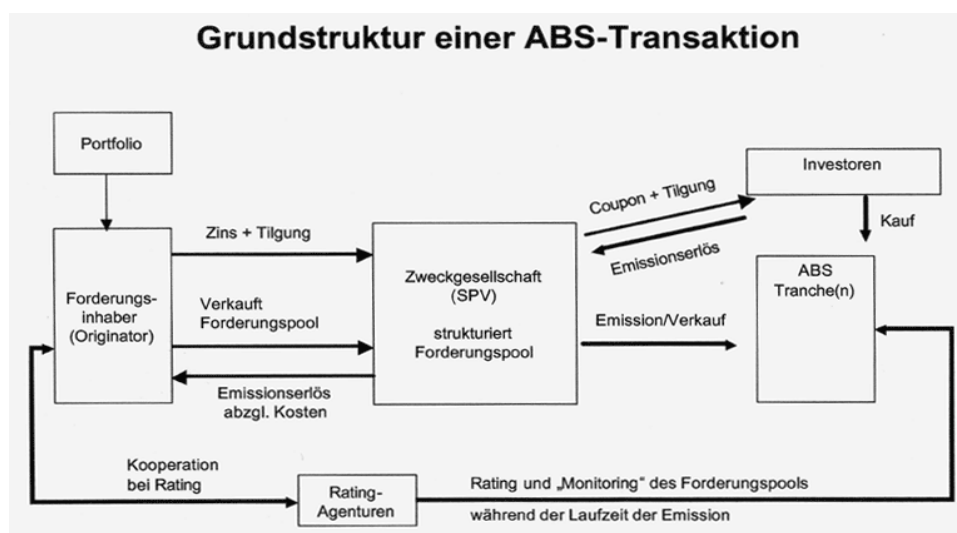 Grundstruktur einer ABS-Transaktion
Portfolio
Forderungs-
inhaber
(Originator)
Zins + Tilgung
Verkauft
Forderungspool
Emissionserlös
abzgl. Kosten
Zweckgesellschaft
(SPV)
strukturiert
Forderungspool
Coupon + Tilgung
Emissionserlös
Emission/Verkauf
Investoren
Kauf
ABS
Tranche(n)
Kooperation
bei Rating
Rating-
Agenturen
Rating und „Monitoring“ des Forderungspools
während der Laufzeit der Emission